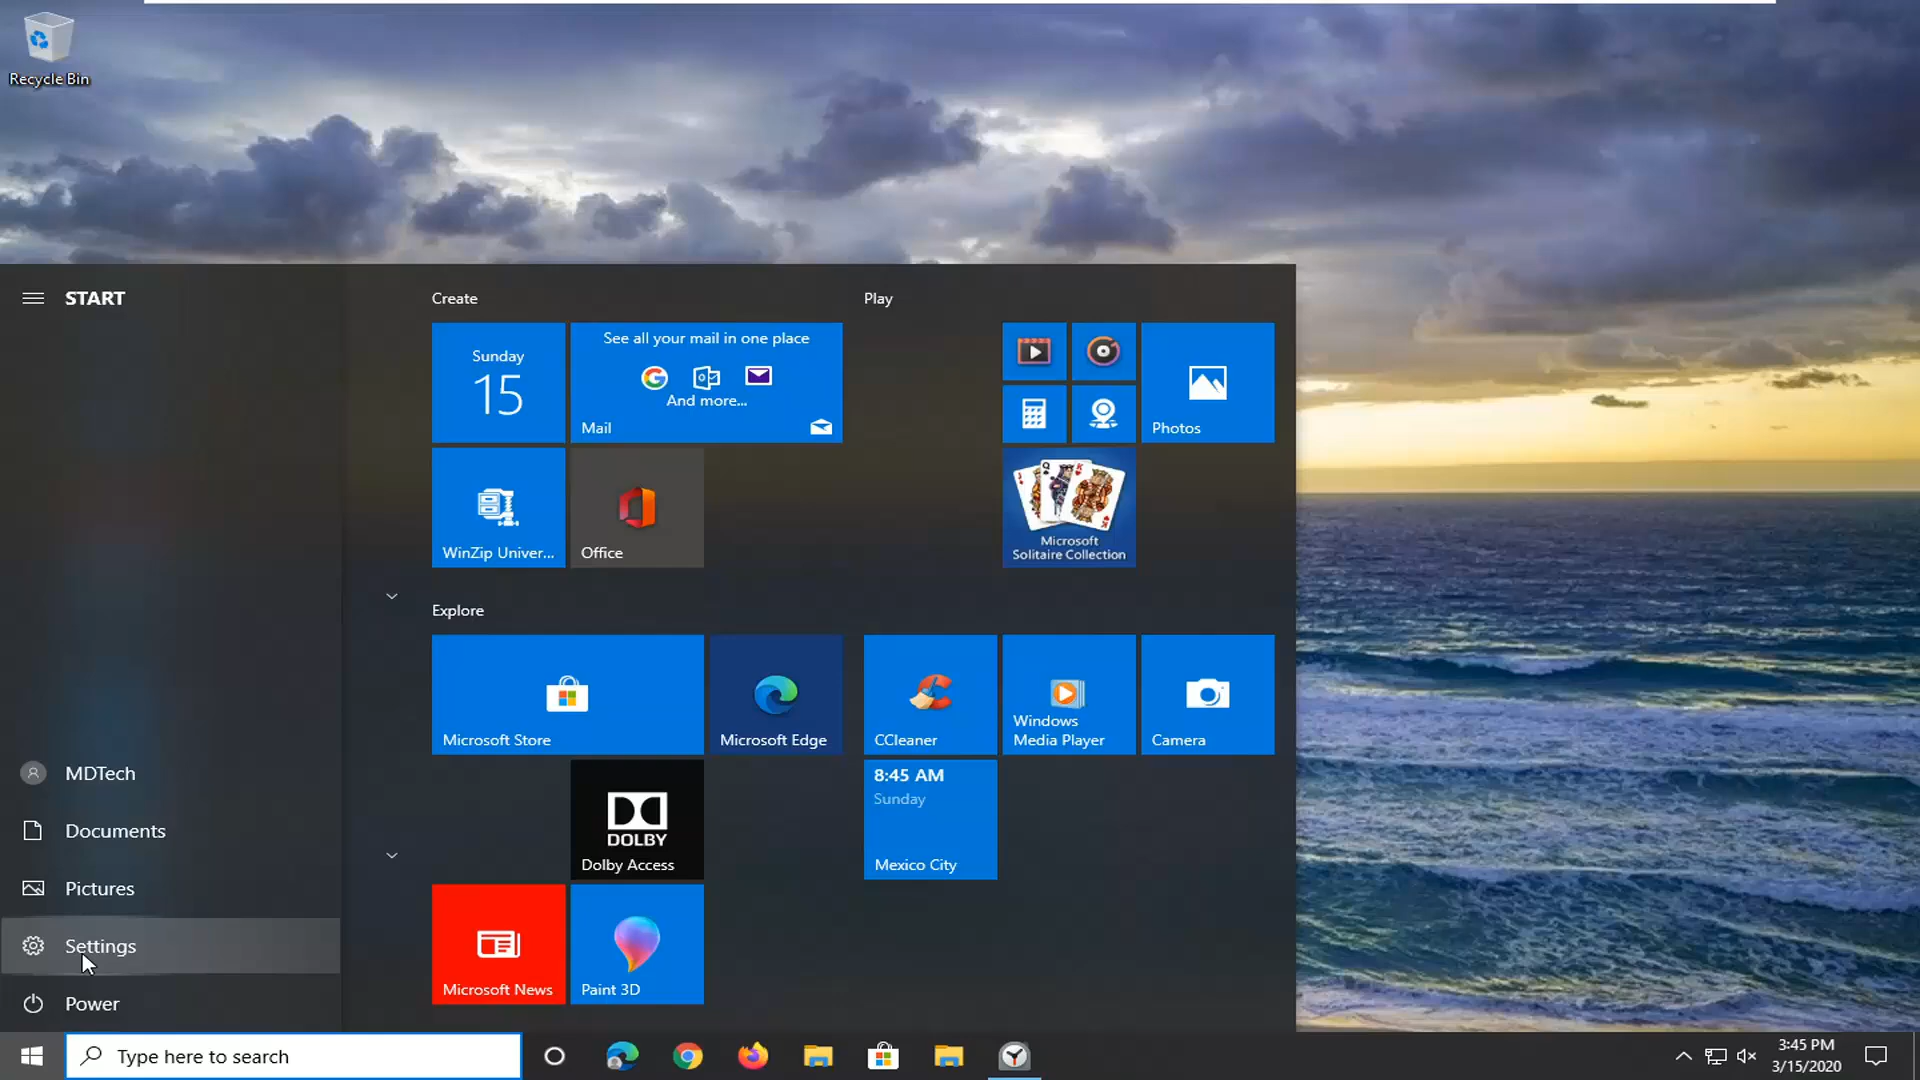 Recycle Bin
START
Create
Play
Sunday
15
See all your mail in one place
And more...
Mail
Photos
WinZip Univer...
Office
Microsoft
Solitaire Collection
Explore
Microsoft Store
Microsoft Edge
CCleaner
Windows
Media Player
Camera
MDTech
Documents
Pictures
Settings
Power
DOLBY
Dolby Access
8:45 AM
Sunday
Mexico City
Microsoft News
Paint 3D
Type here to search
3:45 PM
3/15/2020